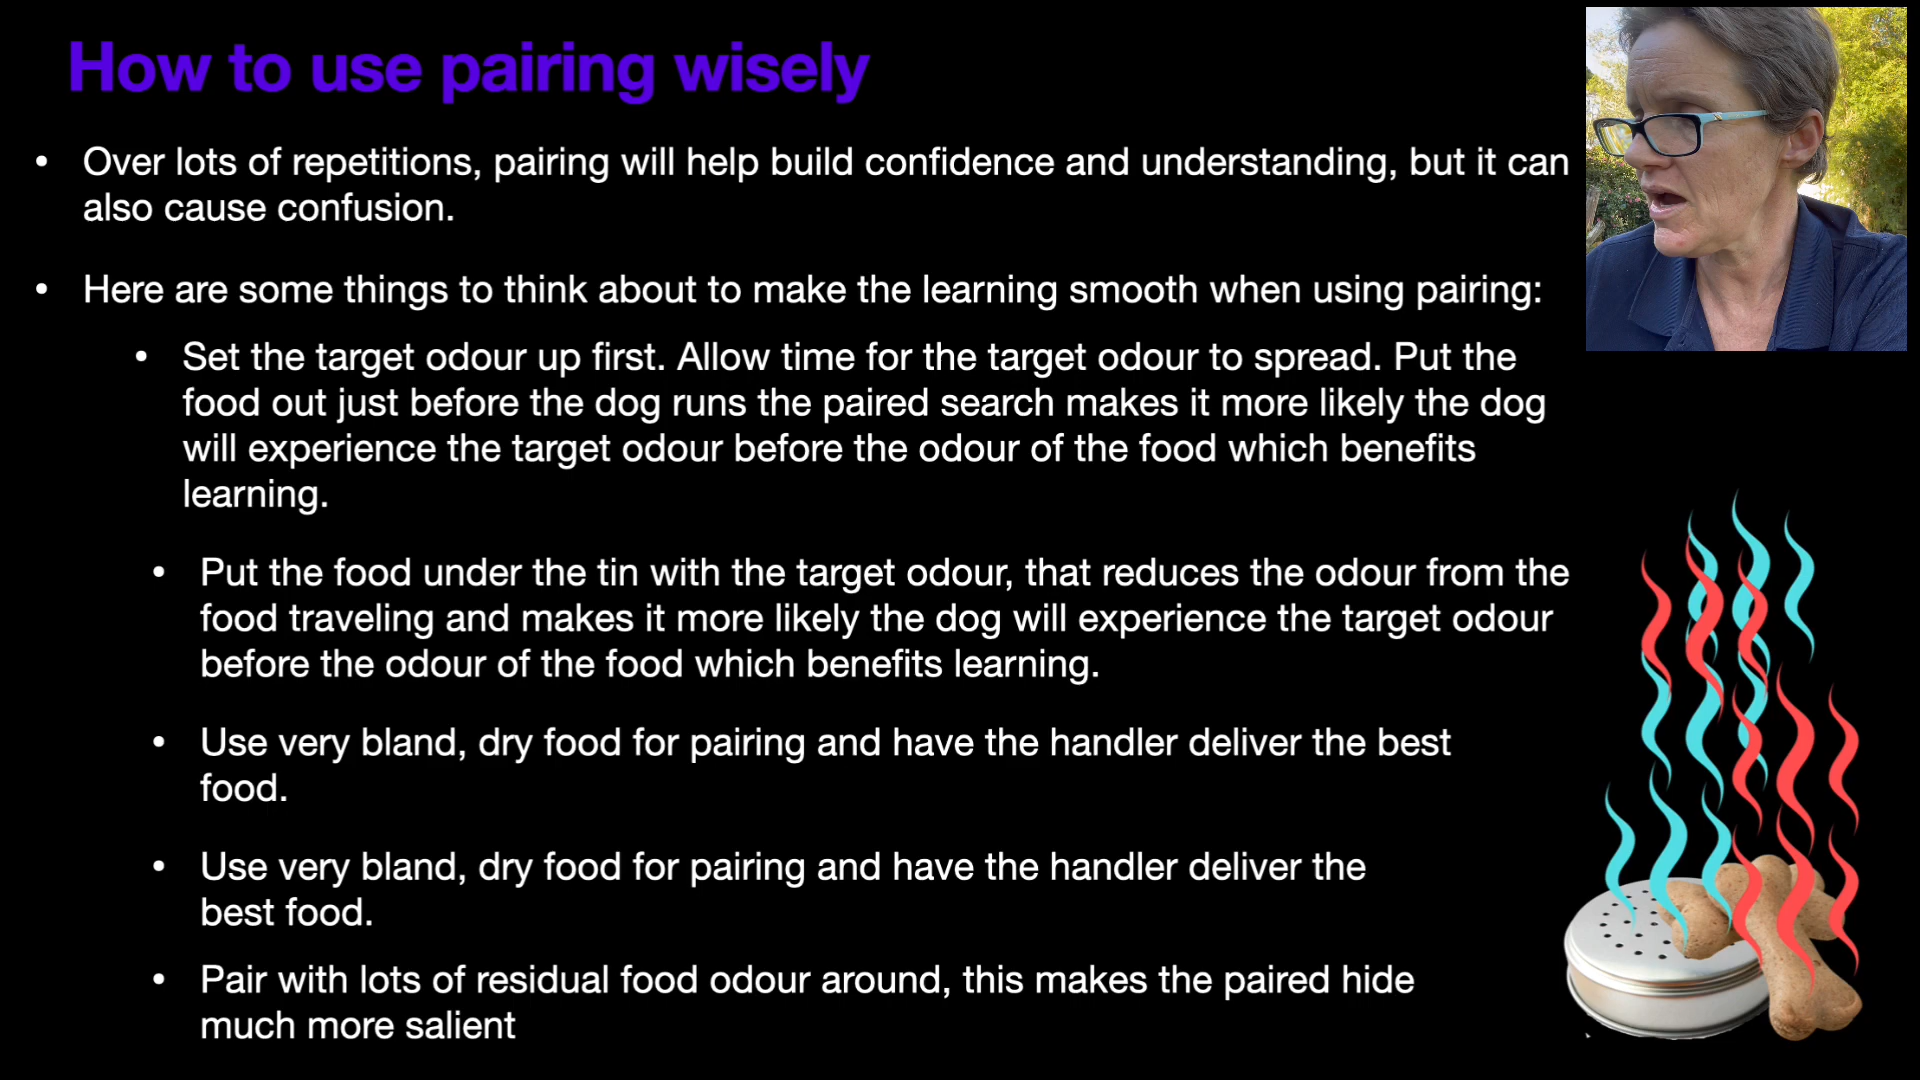 How to use pairing wisely
• Over lots of repetitions, pairing will help build confidence and understanding, but it can
also cause confusion.
• Here are some things to think about to make the learning smooth when using pairing:
• Set the target odour up first. Allow time for the target odour to spread. Put the
food out just before the dog runs the paired search makes it more likely the dog
will experience the target odour before the odour of the food which benefits
learning.
• Put the food under the tin with the target odour, that reduces the odour from the
food traveling and makes it more likely the dog will experience the target odour
before the odour of the food which benefits learning.
• Use very bland, dry food for pairing and have the handler deliver the best
food.
• Use very bland, dry food for pairing and have the handler deliver the
best food.
• Pair with lots of residual food odour around, this makes the paired hide
much more salient